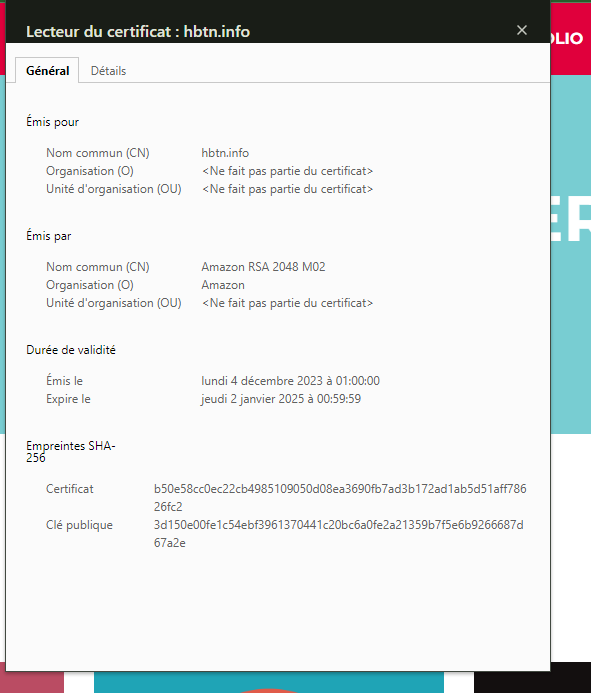 Lecteur du certificat : hbtn.info
Général Détails
Émis pour
Nom commun (CN) hbtn.info
Organisation (O) <Ne fait pas partie du certificat>
Unité d'organisation (OU) <Ne fait pas partie du certificat>
Émis par
Nom commun (CN) Amazon RSA 2048 M02
Organisation (O) Amazon
Unité d'organisation (OU) <Ne fait pas partie du certificat>
Durée de validité
Émis le lundi 4 décembre 2023 à 01:00:00
Expire le jeudi 2 janvier 2025 à 00:59:59
Empreintes SHA-
256
Certificat b50e58cc0ec22cb4985109050d08ea3690fb7ad3b172ad1ab5d51aff786
26fc2
Clé publique 3d150e00fe1c54ebf3961370441c20bc6a0fe2a21359b7f5e6b9266687d
67a2e
OLIO
ER